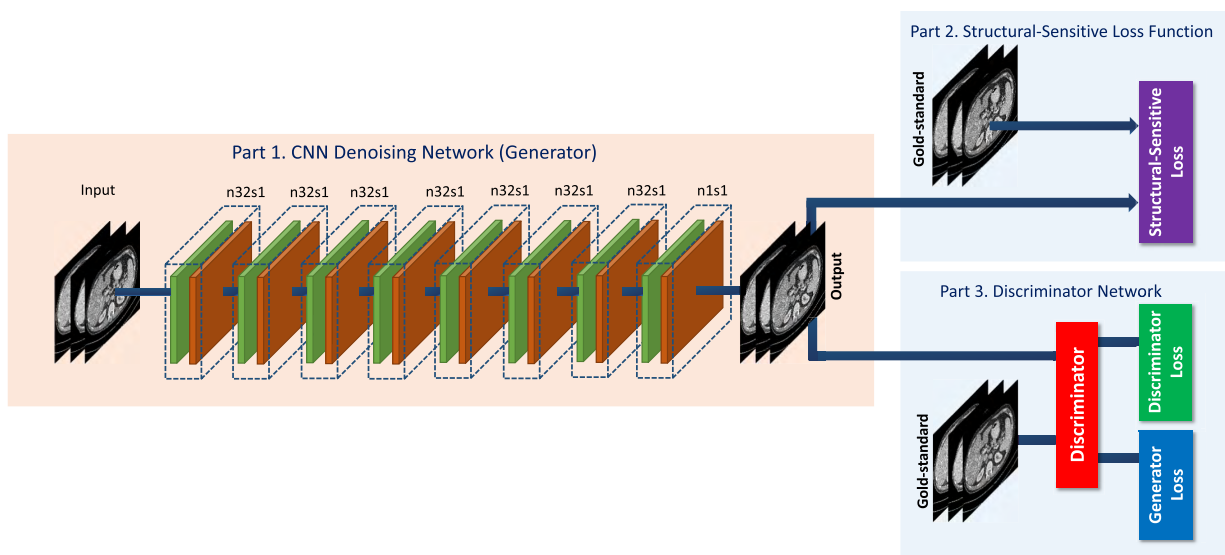 Part 1. CNN Denoising Network (Generator)
Input
n32s1 n32s1 n32s1 n32s1 n32s1 n32s1 n32s1 n1s1
Output
Part 2. Structural-Sensitive Loss Function
Gold-standard
Structural-Sensitive
Loss
Part 3. Discriminator Network
Gold-standard
Discriminator
Discriminator
Loss
Generator
Loss